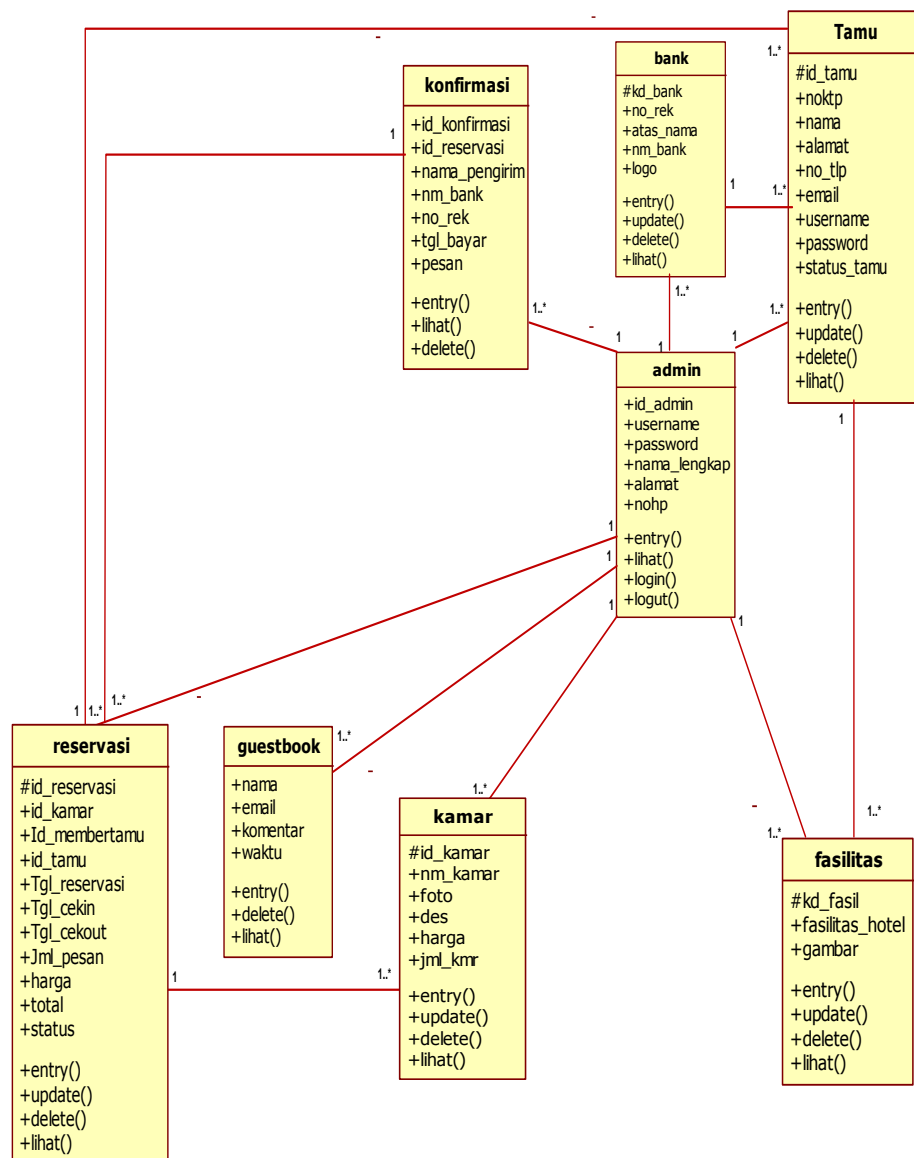 Tamu
#id_tamu
+noktp
+nama
+alamat
+no_tlp
+email
+username
+password
+status_tamu
+entry()
+update()
+delete()
+lihat()
bank
#kd_bank
+no_rek
+atas_nama
+nm_bank
+logo
+entry()
+update()
+delete()
+lihat()
konfirmasi
+id_konfirmasi
+id_reservasi
+nama_pengirim
+nm_bank
+no_rek
+tgl_bayar
+pesan
+entry()
+lihat()
+delete()
admin
+id_admin
+username
+password
+nama_lengkap
+alamat
+nohp
+entry()
+lihat()
+login()
+logut()
reservasi
#id_reservasi
+id_kamar
+Id_membertamu
+id_tamu
+Tgl_reservasi
+Tgl_cekin
+Tgl_cekout
+Jml_pesan
+harga
+total
+status
+entry()
+update()
+delete()
+lihat()
guestbook
+nama
+email
+komentar
+waktu
+entry()
+delete()
+lihat()
kamar
#id_kamar
+nm_kamar
+foto
+des
+harga
+jml_kmr
+entry()
+update()
+delete()
+lihat()
fasilitas
#kd_fasil
+fasilitas_hotel
+gambar
+entry()
+update()
+delete()
+lihat()
1..*
1
1
1..*
1..*
1..*
1..*
1
1
1
1
1
1
1
1
1
1..*
1..*
1..*
1..*
1..*
1
1..*
1
1..*
1